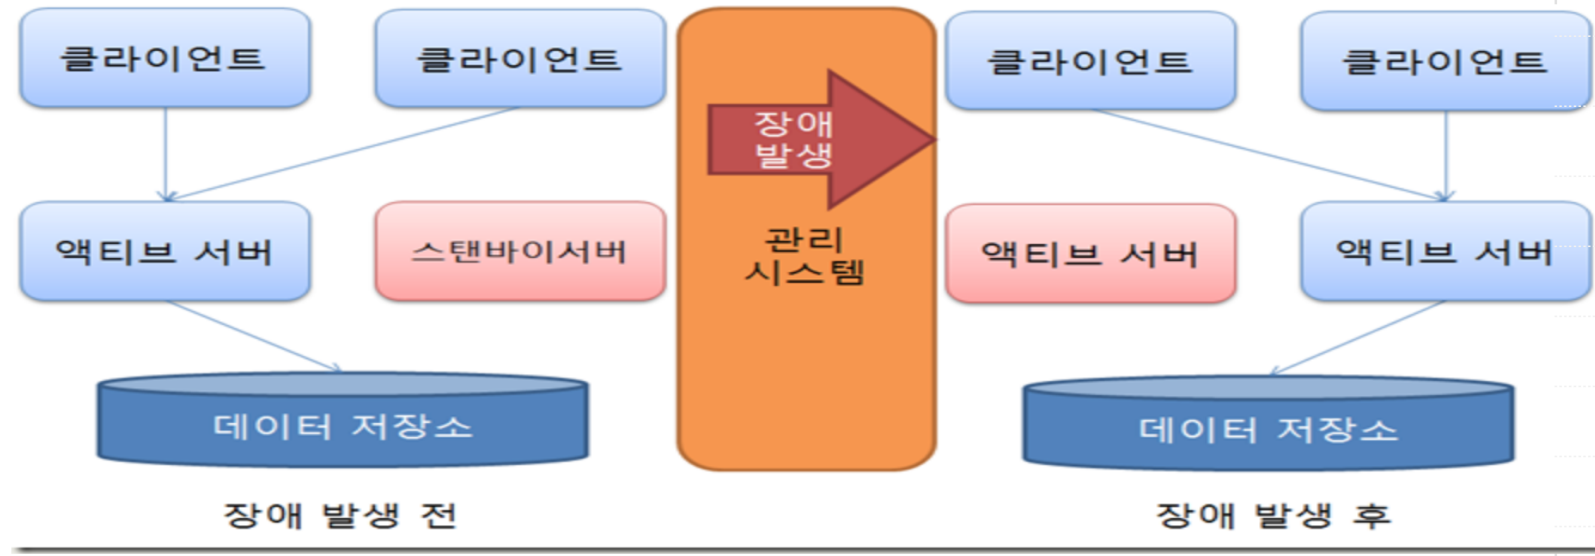 클라이언트
클라이언트
액티브 서버
스탠바이서버
데이터 저장소
장애 발생 전
장애
발생
관리
시스템
클라이언트
클라이언트
액티브 서버
액티브 서버
데이터 저장소
장애 발생 후